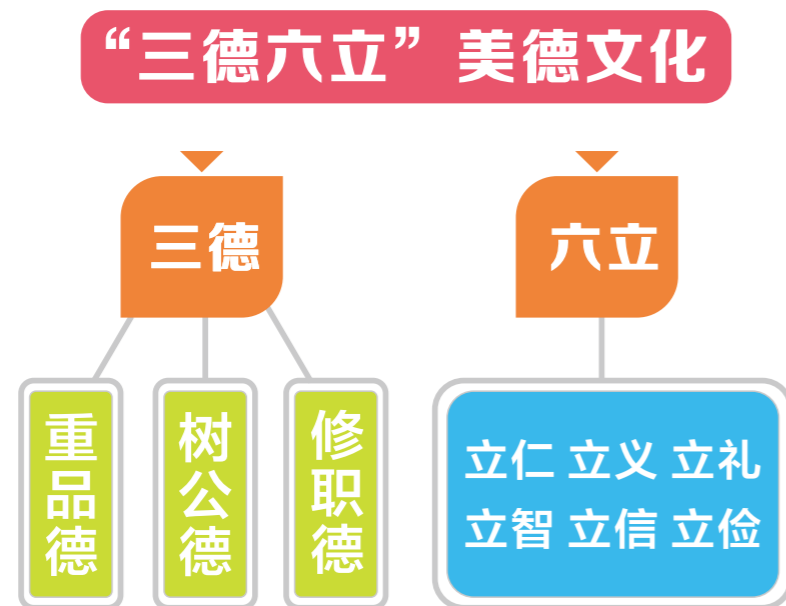 “三德六立”美德文化
三德
六立
重品德
树公德
修职德
立仁 立义 立礼
立智 立信 立俭